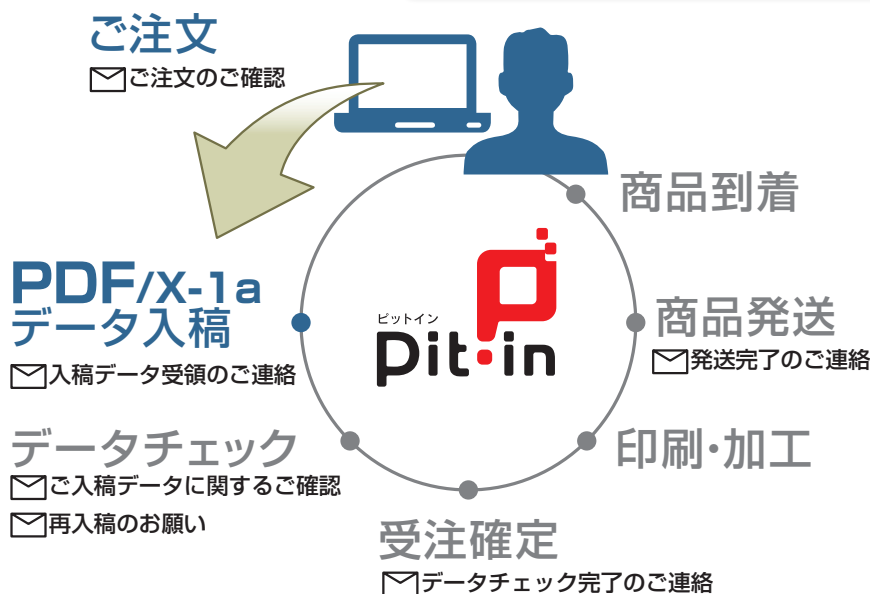 ご注文
ご注文のご確認
商品到着
PDF/X-1a
データ入稿
入稿データ受領のご連絡
ピットイン
Pit·in
商品発送
発送完了のご連絡
データチェック
ご入稿データに関するご確認
再入稿のお願い
印刷・加工
受注確定
データチェック完了のご連絡